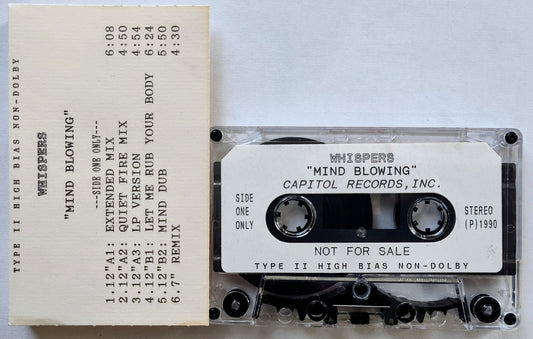 TYPE II HIGH BIAS NON-DOLBY
WHISPERS
"MIND BLOWING"
---SIDE ONE ONLY---
1.12"A1: EXTENDED MIX 6:08
2.12"A2: QUIET FIRE MIX 4:50
3.12"A3: LP VERSION 4:54
4.12"B1: LET ME RUB YOUR BODY 6:24
5.12"B2: MIND DUB 5:50
6.7" REMIX 4:30
WHISPERS
"MIND BLOWING"
CAPITOL RECORDS,INC.
SIDE
ONE
ONLY
STEREO
(P)1990
NOT FOR SALE
TYPE II HIGH BIAS NON-DOLBY